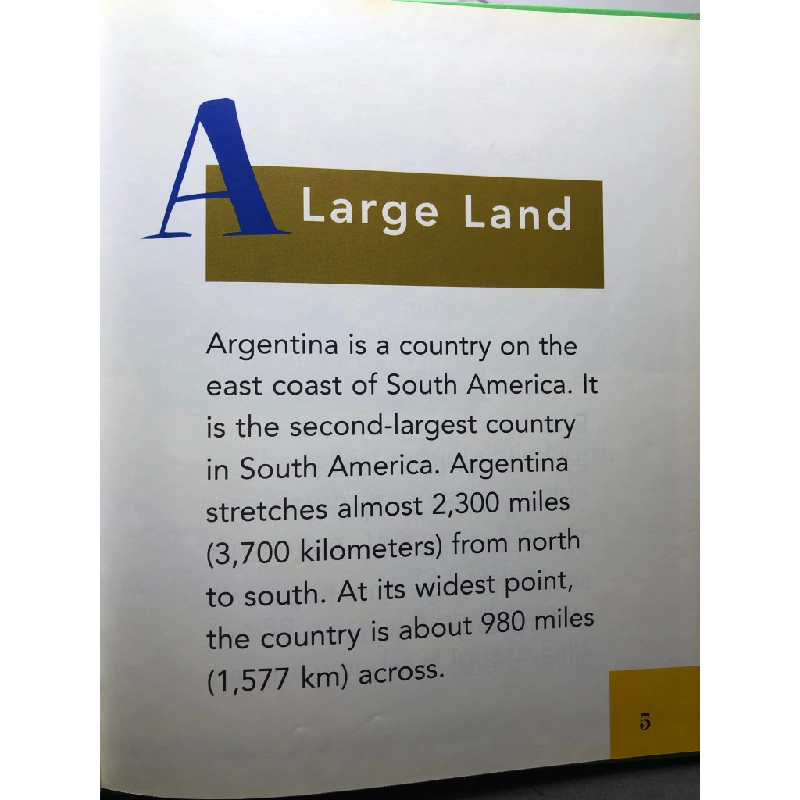 A Large Land
Argentina is a country on the
east coast of South America. It
is the second-largest country
in South America. Argentina
stretches almost 2,300 miles
(3,700 kilometers) from north
to south. At its widest point,
the country is about 980 miles
(1,577 km) across.
5